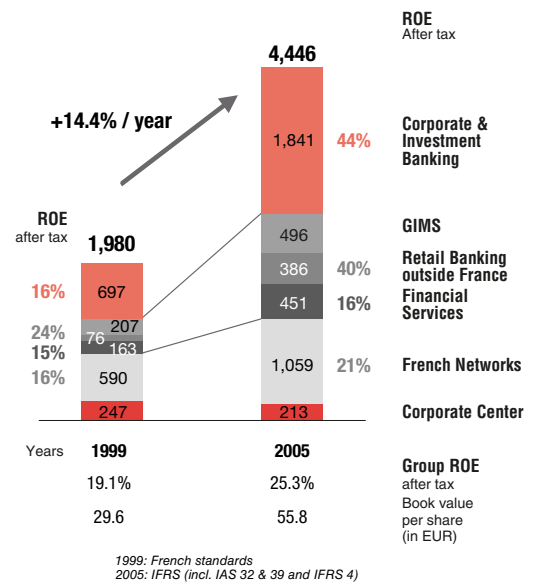 ROE
After tax
4,446
+14.4% / year
1,841
44%
Corporate &
Investment
Banking
ROE
after tax
1,980
496
GIMS
386
40%
Retail Banking
outside France
16%
697
451
16%
Financial
Services
24%
207
76
15%
163
16%
590
1,059
21%
French Networks
247
213
Corporate Center
Years
1999
2005
Group ROE
after tax
19.1%
25.3%
Book value
per share
(in EUR)
29.6
55.8
1999: French standards
2005: IFRS (incl. IAS 32 & 39 and IFRS 4)